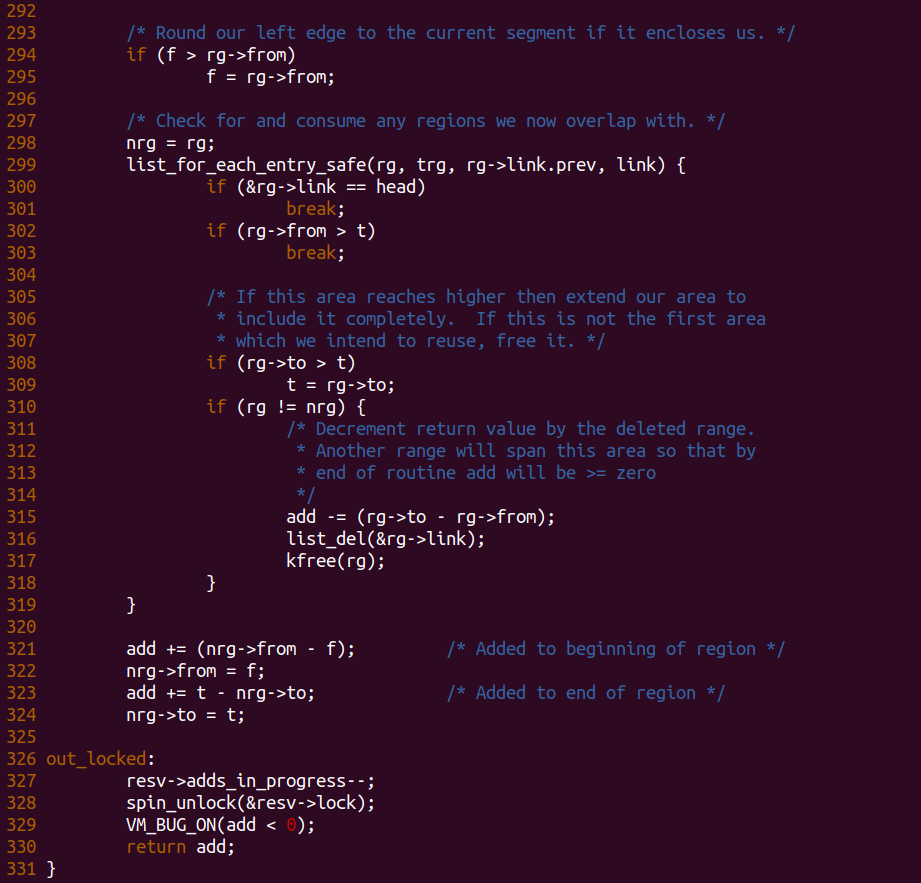 292
293         /* Round our left edge to the current segment if it encloses us. */
294         if (f > rg->from)
295                 f = rg->from;
296
297         /* Check for and consume any regions we now overlap with. */
298         nrg = rg;
299         list_for_each_entry_safe(rg, trg, rg->link.prev, link) {
300                 if (&rg->link == head)
301                         break;
302                 if (rg->from > t)
303                         break;
304
305                 /* If this area reaches higher then extend our area to
306                  * include it completely.  If this is not the first area
307                  * which we intend to reuse, free it. */
308                 if (rg->to > t)
309                         t = rg->to;
310                 if (rg != nrg) {
311                         /* Decrement return value by the deleted range.
312                          * Another range will span this area so that by
313                          * end of routine add will be >= zero
314                          */
315                         add -= (rg->to - rg->from);
316                         list_del(&rg->link);
317                         kfree(rg);
318                 }
319         }
320
321         add += (nrg->from - f);         /* Added to beginning of region */
322         nrg->from = f;
323         add += t - nrg->to;             /* Added to end of region */
324         nrg->to = t;
325
326 out_locked:
327         resv->adds_in_progress--;
328         spin_unlock(&resv->lock);
329         VM_BUG_ON(add < 0);
330         return add;
331 }